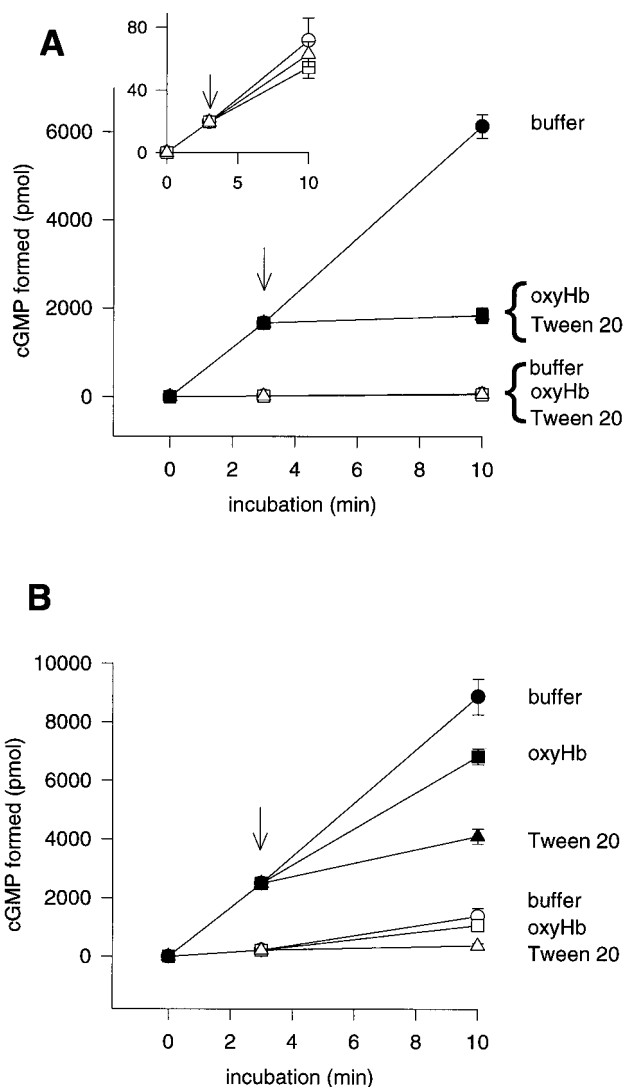 A
80
40
0
0 5 10
6000
4000
2000
0
cGMP formed (pmol)
buffer
oxyHb
Tween 20
buffer
oxyHb
Tween 20
0 2 4 6 8 10
incubation (min)
B
10000
8000
6000
4000
2000
0
cGMP formed (pmol)
buffer
oxyHb
Tween 20
buffer
oxyHb
Tween 20
0 2 4 6 8 10
incubation (min)